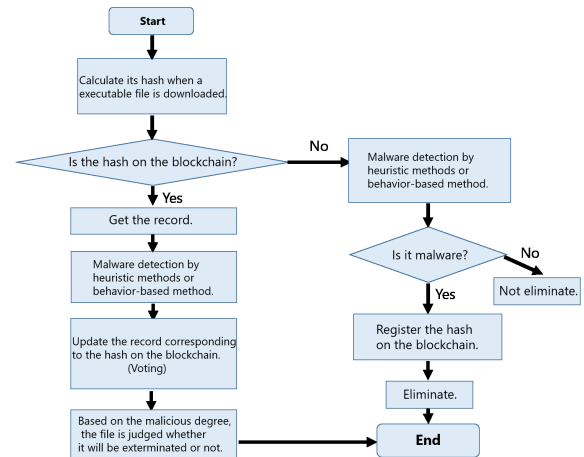 Start
Calculate its hash when a
executable file is downloaded.
Is the hash on the blockchain?
No
Yes
Get the record.
Malware detection by
heuristic methods or
behavior-based method.
Update the record corresponding
to the hash on the blockchain.
(Voting)
Based on the malicious degree,
the file is judged whether
it will be exterminated or not.
Malware detection by
heuristic methods or
behavior-based method.
Is it malware?
No
Not eliminate.
Yes
Register the hash
on the blockchain.
Eliminate.
End